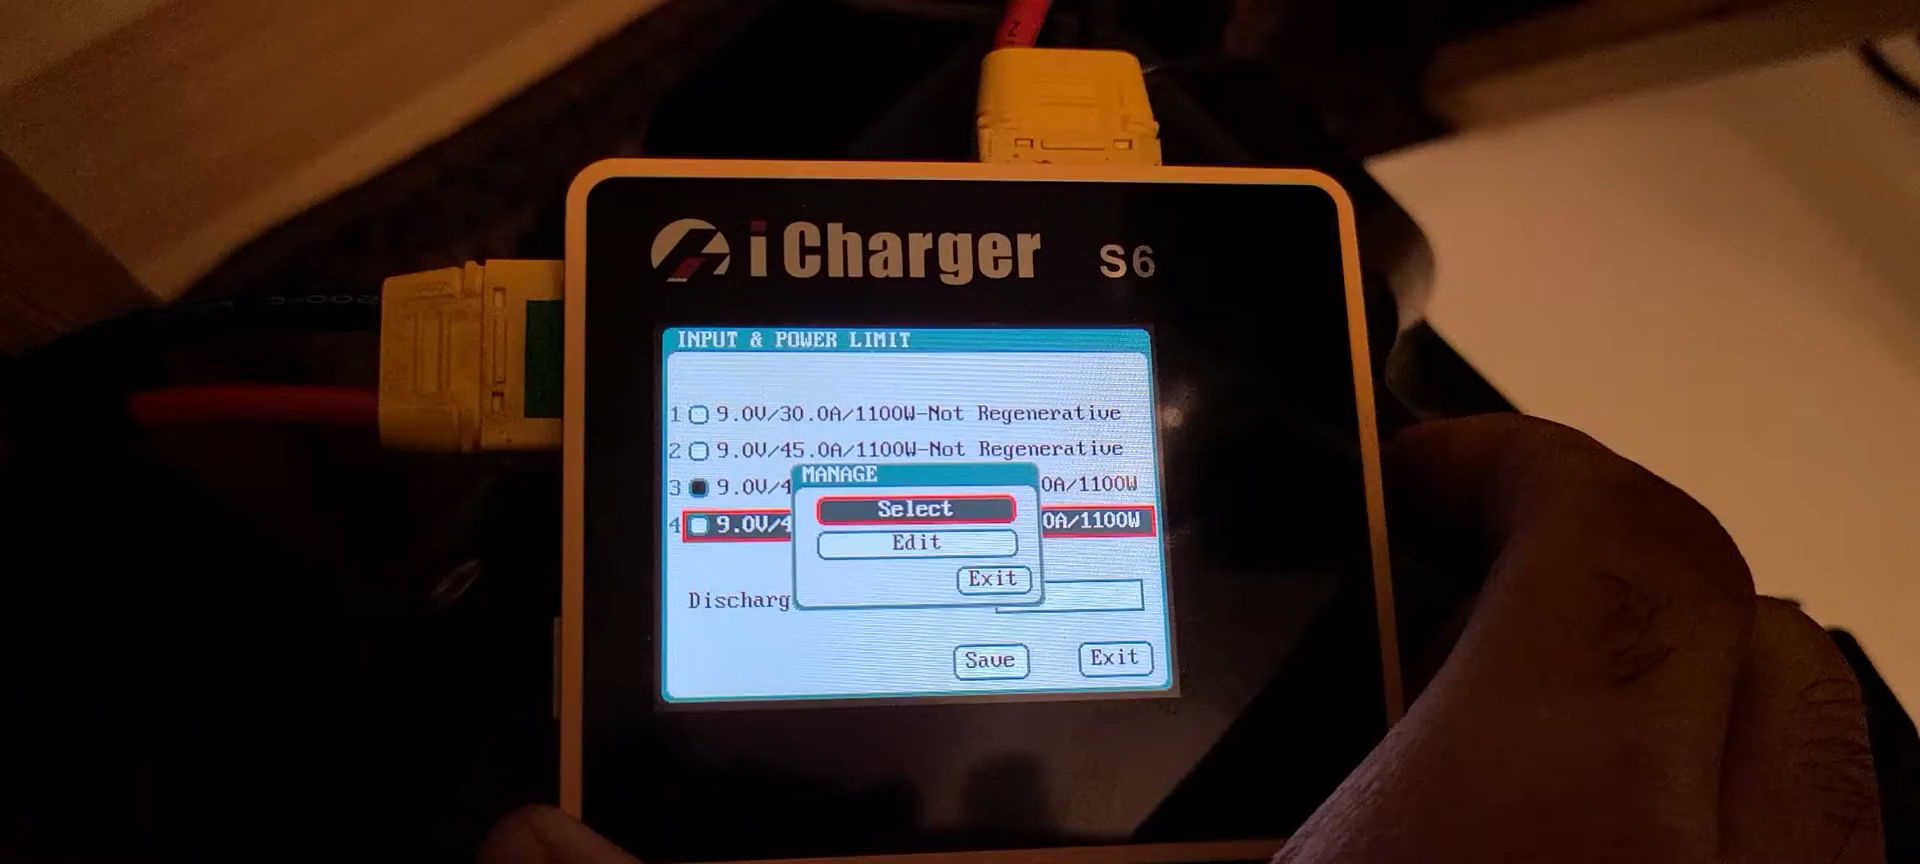 iCharger S6
INPUT & POWER LIMIT
1 9.0V/30.0A/1100W-Not Regenerative
2 9.0V/45.0A/1100W-Not Regenerative
MANAGE
3 9.0V/4 0A/1100W
Select
4 9.0V/4 0A/1100W
Edit
Exit
Discharg
Save Exit